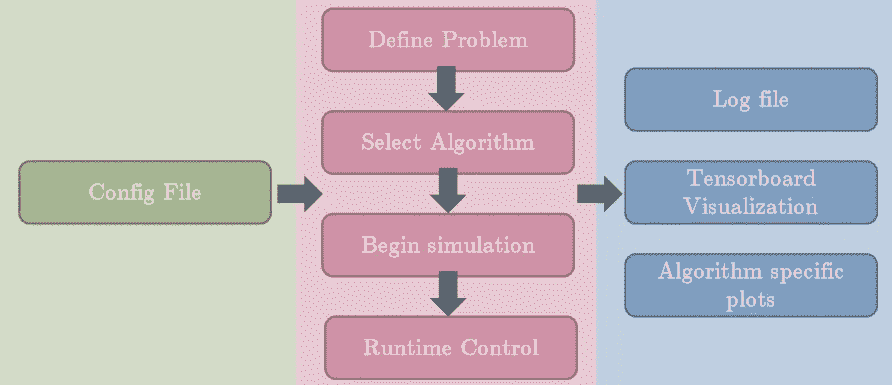 Config File
Define Problem
Select Algorithm
Begin simulation
Runtime Control
Log file
Tensorboard
Visualization
Algorithm specific
plots